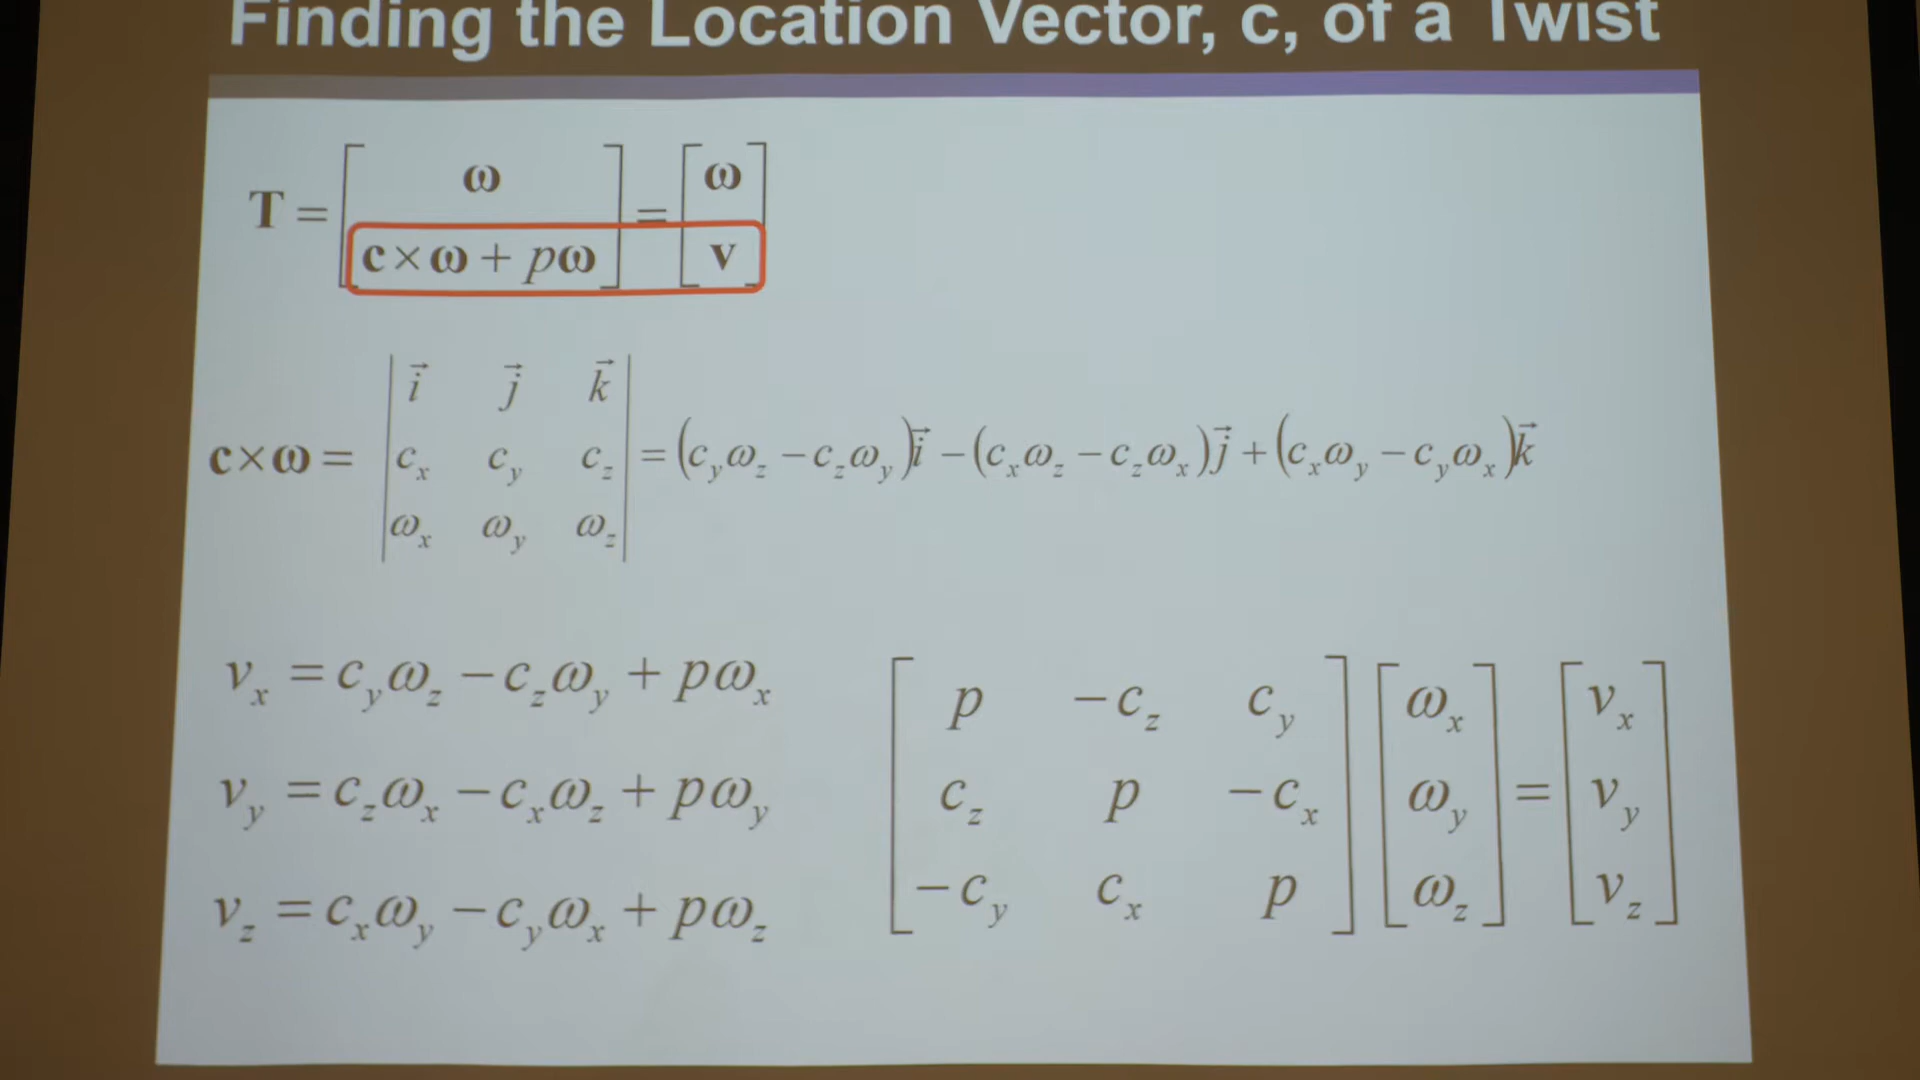 Finding the Location Vector, c, of a Twist
T = [ ω ; c×ω + pω ] = [ ω ; v ]
c×ω = | i⃗ j⃗ k⃗ ; c_x c_y c_z ; ω_x ω_y ω_z | = (c_yω_z − c_zω_y)i⃗ − (c_xω_z − c_zω_x)j⃗ + (c_xω_y − c_yω_x)k⃗
v_x = c_yω_z − c_zω_y + pω_x
v_y = c_zω_x − c_xω_z + pω_y
v_z = c_xω_y − c_yω_x + pω_z
[ p −c_z c_y ; c_z p −c_x ; −c_y c_x p ] [ ω_x ; ω_y ; ω_z ] = [ v_x ; v_y ; v_z ]